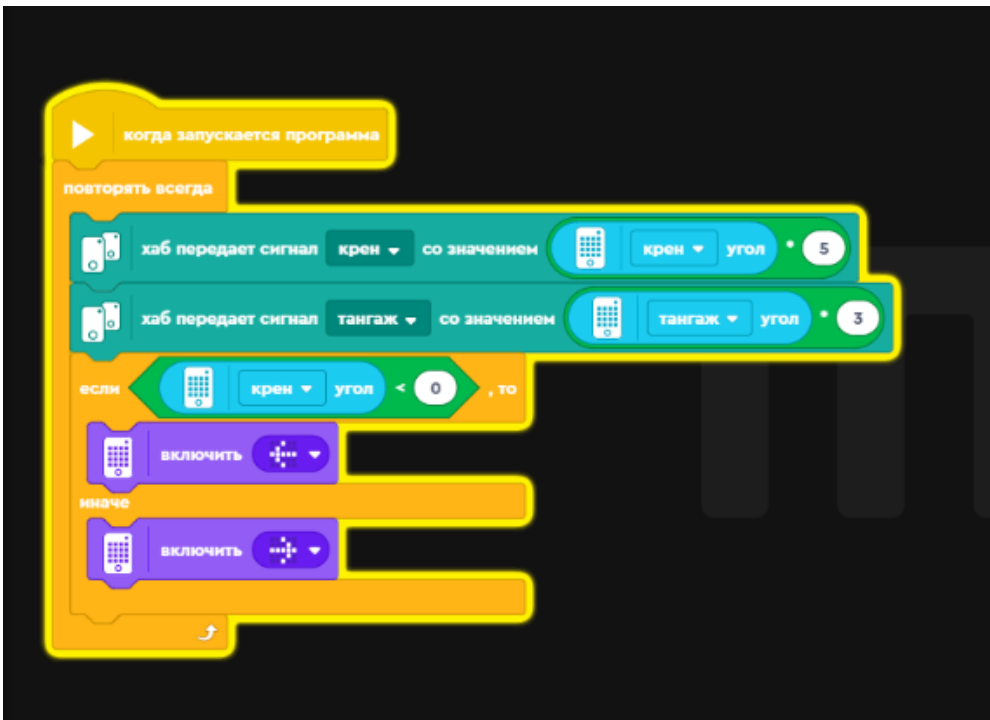 когда запускается программа
повторять всегда
хаб передает сигнал крен со значением крен угол * 5
хаб передает сигнал тангаж со значением тангаж угол * 3
если крен угол < 0 , то
включить
иначе
включить